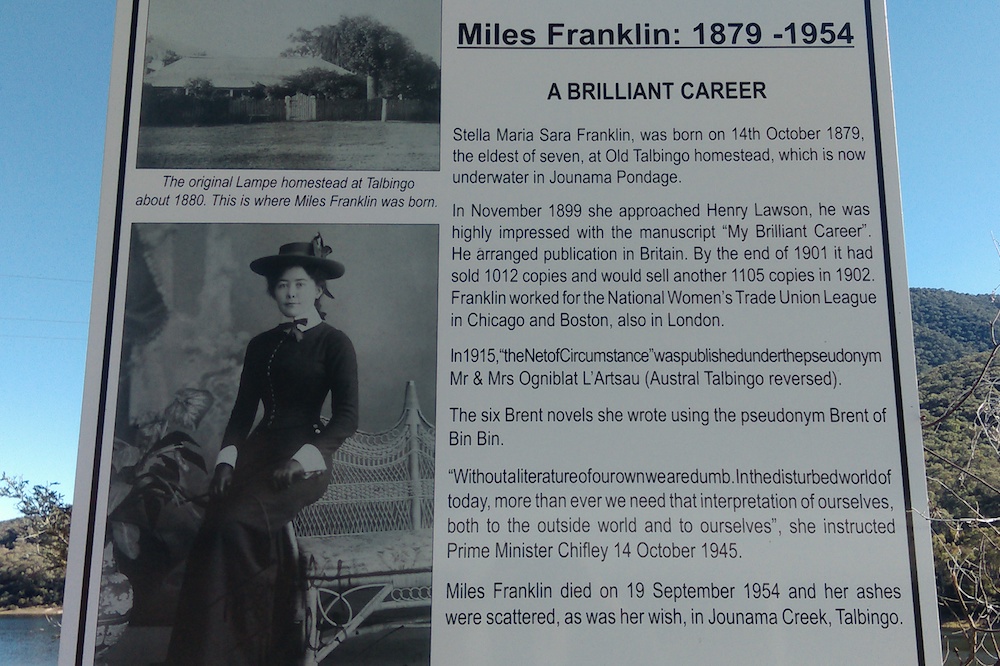 The original Lampe homestead at Talbingo
about 1880. This is where Miles Franklin was born.
Miles Franklin: 1879 -1954
A BRILLIANT CAREER
Stella Maria Sara Franklin, was born on 14th October 1879,
the eldest of seven, at Old Talbingo homestead, which is now
underwater in Jounama Pondage.
In November 1899 she approached Henry Lawson, he was
highly impressed with the manuscript “My Brilliant Career”.
He arranged publication in Britain. By the end of 1901 it had
sold 1012 copies and would sell another 1105 copies in 1902.
Franklin worked for the National Women's Trade Union League
in Chicago and Boston, also in London.
In1915,“theNetofCircumstance”waspublishedunderthepseudonym
Mr & Mrs Ogniblat L'Artsau (Austral Talbingo reversed).
The six Brent novels she wrote using the pseudonym Brent of
Bin Bin.
“Withoutaliteratureofourownwearedumb.Inthedisturbedworldof
today, more than ever we need that interpretation of ourselves,
both to the outside world and to ourselves”, she instructed
Prime Minister Chifley 14 October 1945.
Miles Franklin died on 19 September 1954 and her ashes
were scattered, as was her wish, in Jounama Creek, Talbingo.